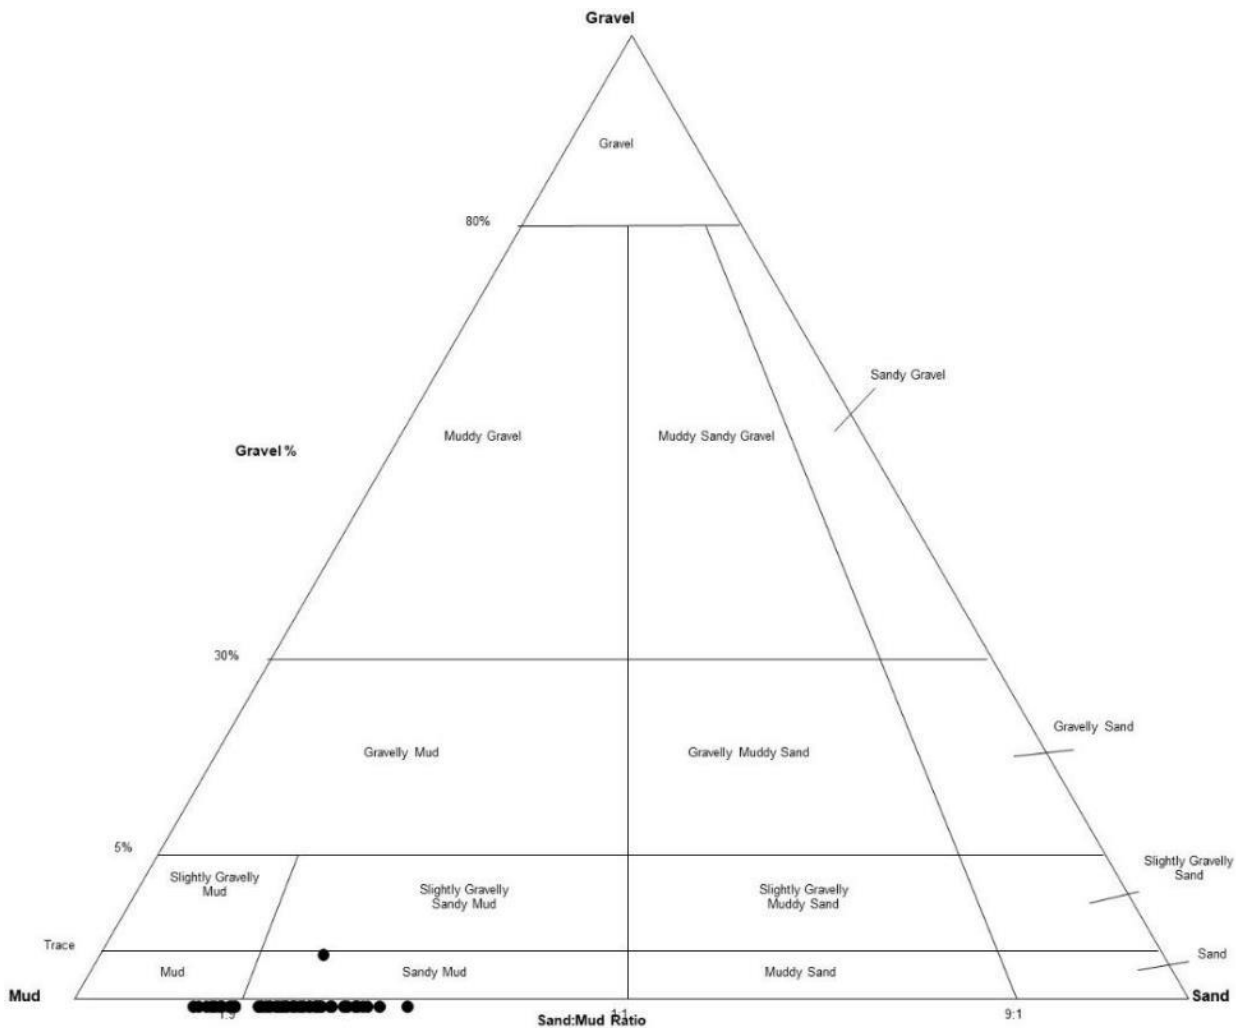 Gravel
Gravel
80%
Sandy Gravel
Muddy Gravel
Muddy Sandy Gravel
Gravel %
30%
Gravelly Sand
Gravelly Mud
Gravelly Muddy Sand
5%
Slightly Gravelly
Mud
Slightly Gravelly
Sandy Mud
Slightly Gravelly
Muddy Sand
Slightly Gravelly
Sand
Trace
Mud
Sandy Mud
Muddy Sand
Sand
Mud
Sand
1:9
1:1
9:1
Sand:Mud Ratio